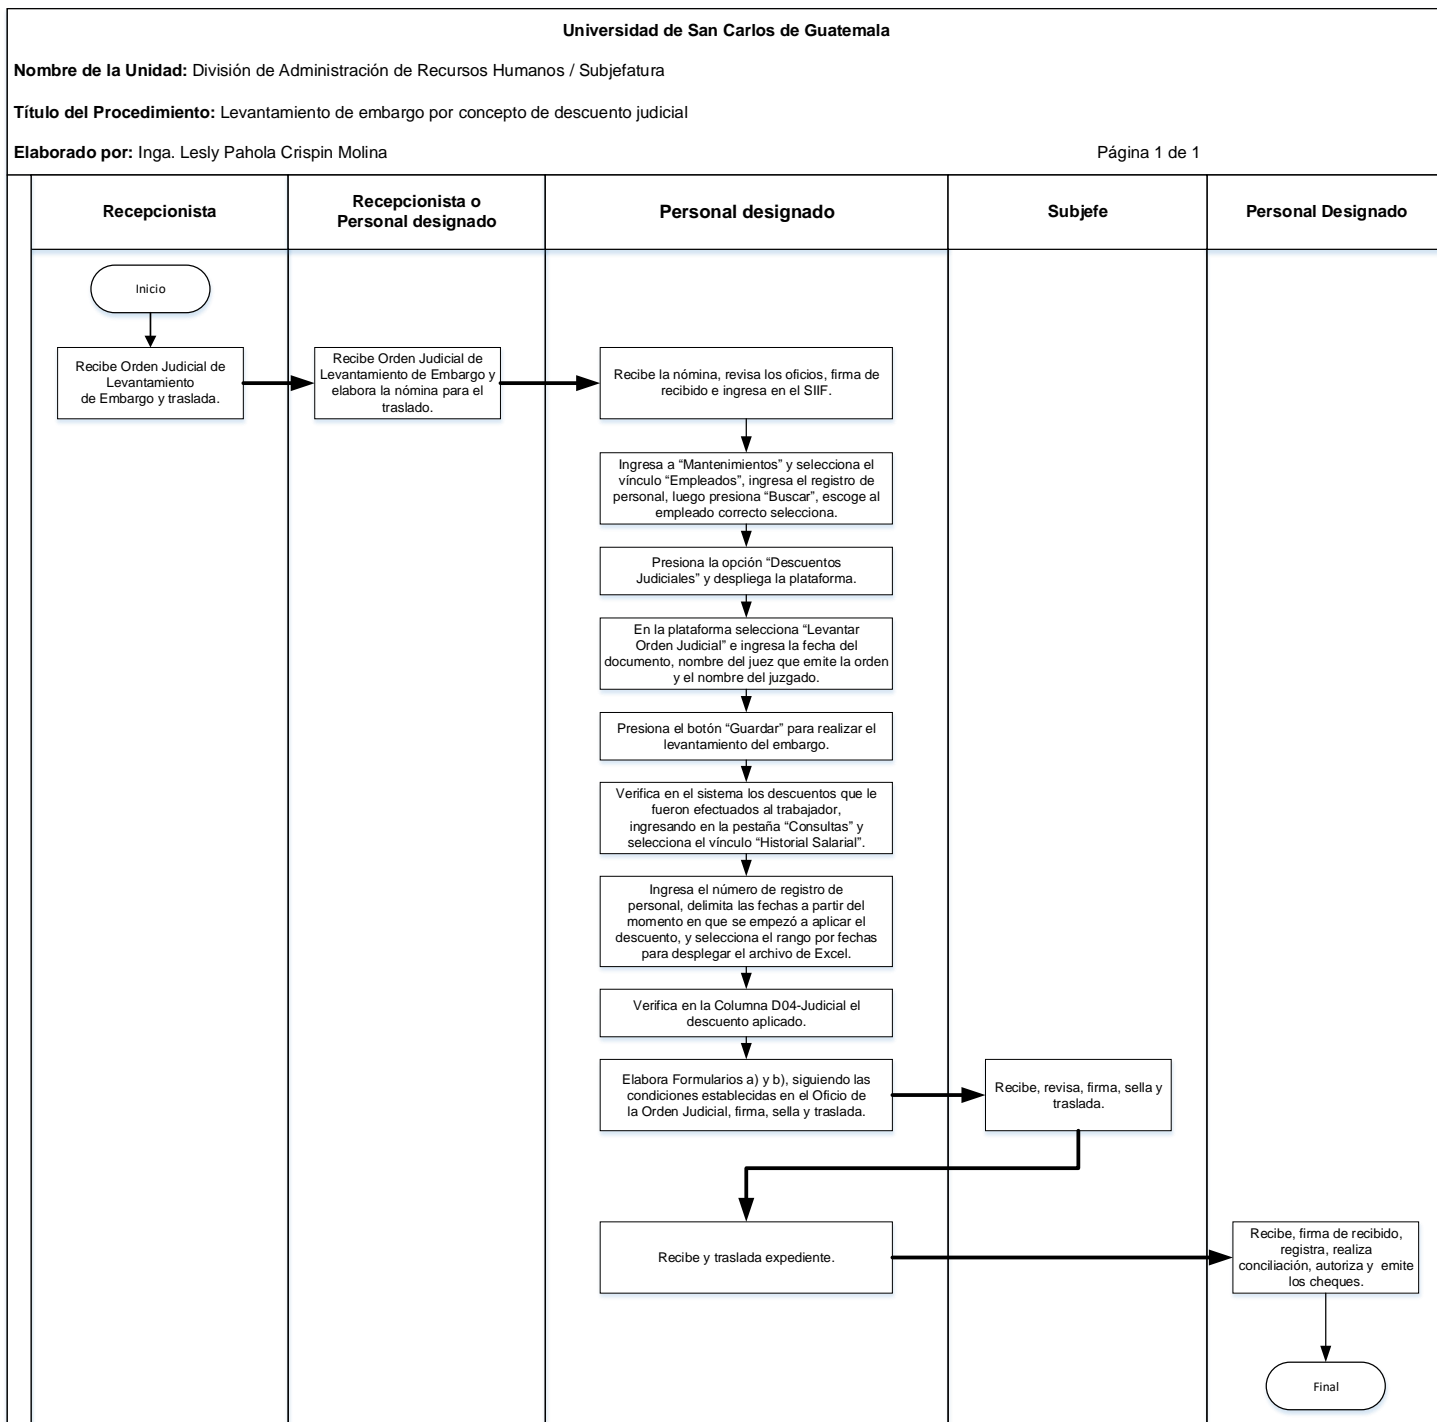 Universidad de San Carlos de Guatemala
Nombre de la Unidad: División de Administración de Recursos Humanos / Subjefatura
Título del Procedimiento: Levantamiento de embargo por concepto de descuento judicial
Elaborado por: Inga. Lesly Pahola Crispin Molina
Página 1 de 1
Recepcionista
Recepcionista o
Personal designado
Personal designado
Subjefe
Personal Designado
Inicio
Recibe Orden Judicial de
Levantamiento
de Embargo y traslada.
Recibe Orden Judicial de
Levantamiento de Embargo y
elabora la nómina para el
traslado.
Recibe la nómina, revisa los oficios, firma de
recibido e ingresa en el SIIF.
Ingresa a “Mantenimientos” y selecciona el
vínculo “Empleados”, ingresa el registro de
personal, luego presiona “Buscar”, escoge al
empleado correcto selecciona.
Presiona la opción “Descuentos
Judiciales” y despliega la plataforma.
En la plataforma selecciona “Levantar
Orden Judicial” e ingresa la fecha del
documento, nombre del juez que emite la orden
y el nombre del juzgado.
Presiona el botón “Guardar” para realizar el
levantamiento del embargo.
Verifica en el sistema los descuentos que le
fueron efectuados al trabajador,
ingresando en la pestaña “Consultas” y
selecciona el vínculo “Historial Salarial”.
Ingresa el número de registro de
personal, delimita las fechas a partir del
momento en que se empezó a aplicar el
descuento, y selecciona el rango por fechas
para desplegar el archivo de Excel.
Verifica en la Columna D04-Judicial el
descuento aplicado.
Elabora Formularios a) y b), siguiendo las
condiciones establecidas en el Oficio de
la Orden Judicial, firma, sella y traslada.
Recibe, revisa, firma, sella y
traslada.
Recibe y traslada expediente.
Recibe, firma de recibido,
registra, realiza
conciliación, autoriza y emite
los cheques.
Final